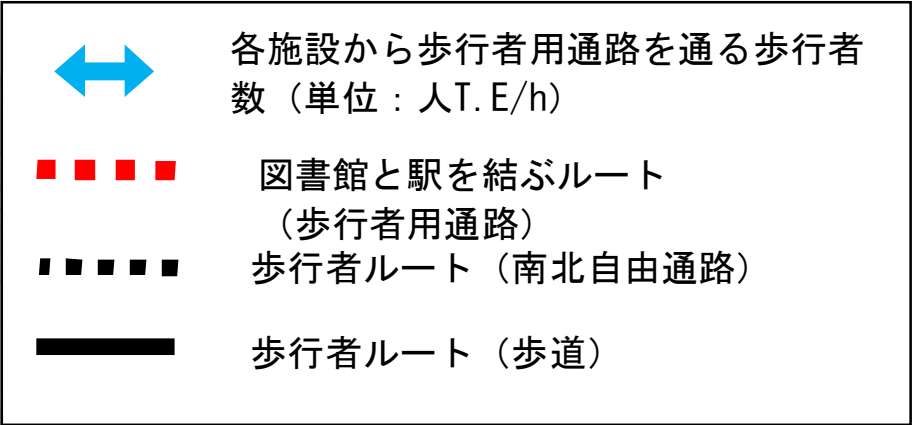 各施設から歩行者用通路を通る歩行者
数（単位：人T.E/h）
図書館と駅を結ぶルート
（歩行者用通路）
歩行者ルート（南北自由通路）
歩行者ルート（歩道）